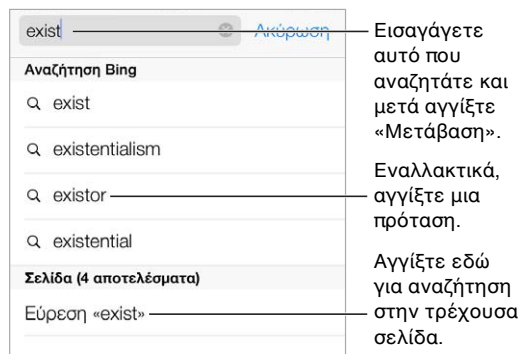 exist
Ακύρωση
Αναζήτηση Bing
exist
existentialism
existor
existential
Σελίδα (4 αποτελέσματα)
Εύρεση «exist»
Εισαγάγετε
αυτό που
αναζητάτε και
μετά αγγίξτε
«Μετάβαση».
Εναλλακτικά,
αγγίξτε μια
πρόταση.
Αγγίξτε εδώ
για αναζήτηση
στην τρέχουσα
σελίδα.